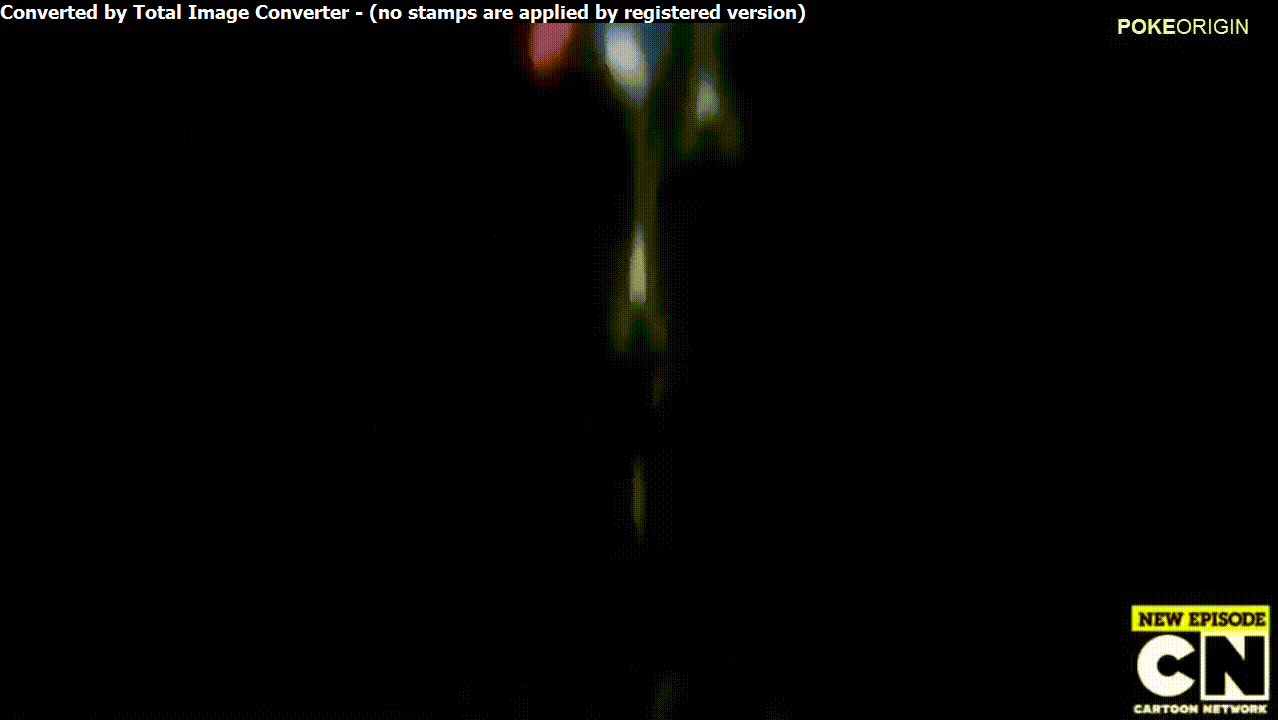 Converted by Total Image Converter - (no stamps are applied by registered version)
POKEORIGIN
NEW EPISODE
CN
CARTOON NETWORK